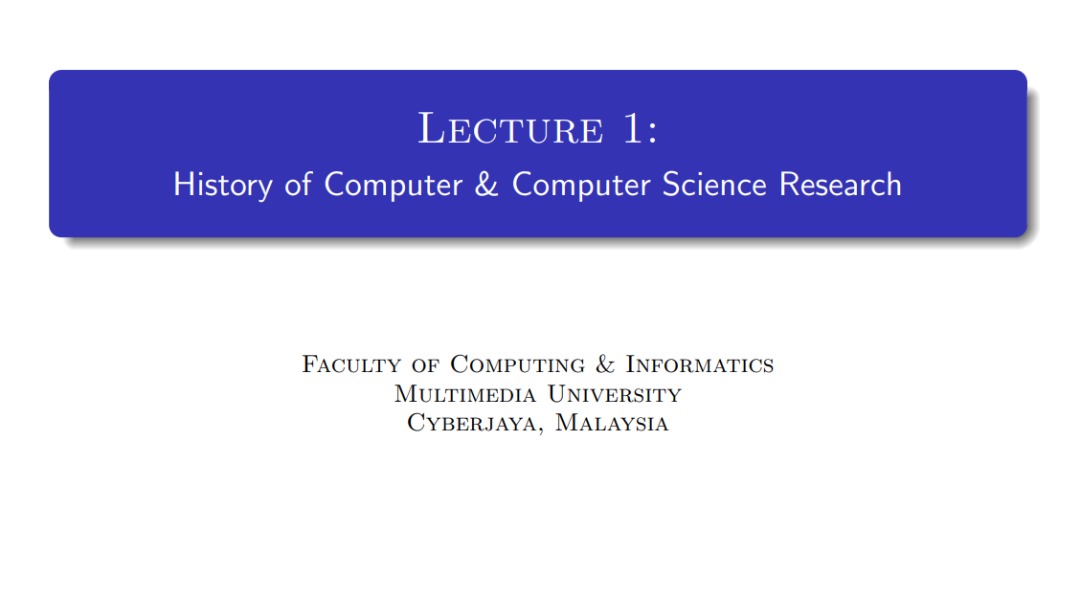 Lecture 1:
History of Computer & Computer Science Research
Faculty of Computing & Informatics
Multimedia University
Cyberjaya, Malaysia